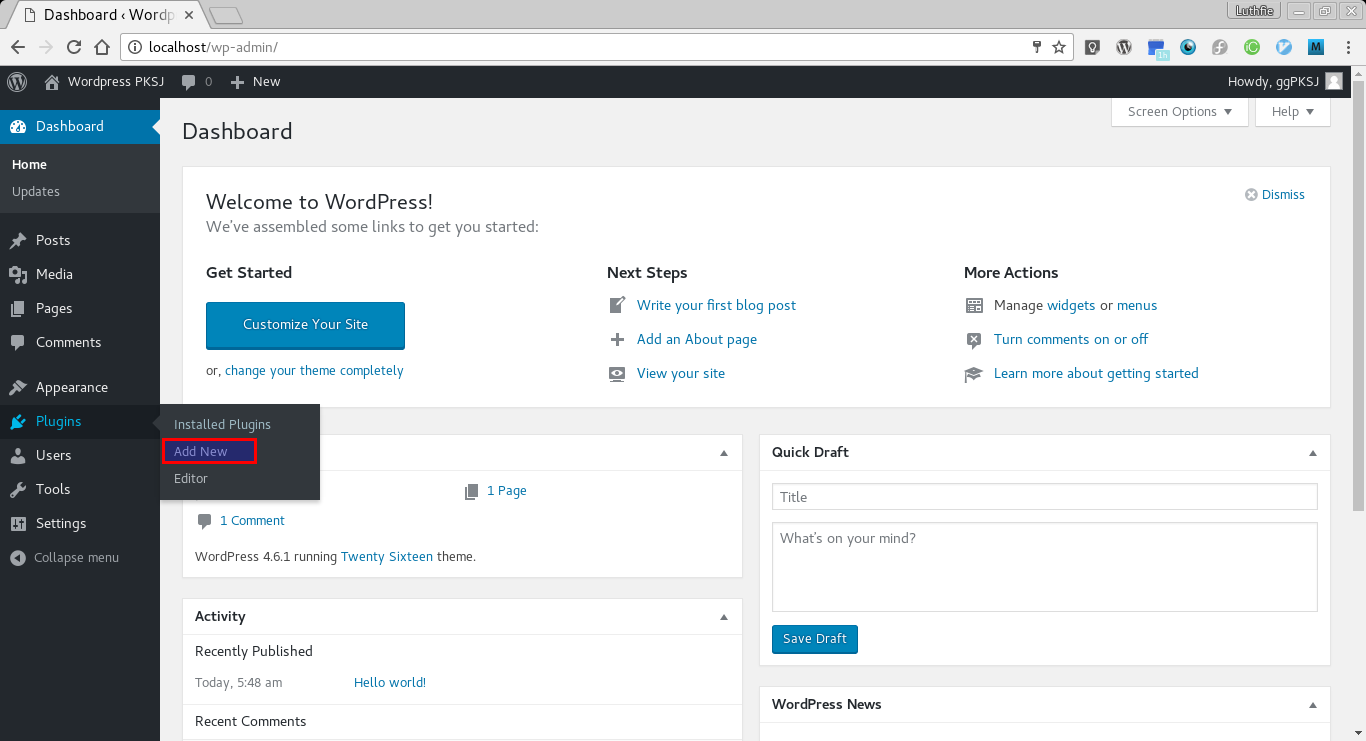 Dashboard ‹ Wordp
Luthfie
localhost/wp-admin/
1h
iC
M
Wordpress PKSJ
0
New
Howdy, ggPKSJ
Dashboard
Home
Updates
Posts
Media
Pages
Comments
Appearance
Plugins
Users
Tools
Settings
Collapse menu
Installed Plugins
Add New
Editor
Dashboard
Screen Options
Help
Welcome to WordPress!
We've assembled some links to get you started:
Dismiss
Get Started
Customize Your Site
or, change your theme completely
Next Steps
Write your first blog post
Add an About page
View your site
More Actions
Manage widgets or menus
Turn comments on or off
Learn more about getting started
1 Page
1 Comment
WordPress 4.6.1 running Twenty Sixteen theme.
Activity
Recently Published
Today, 5:48 am Hello world!
Recent Comments
Quick Draft
Title
What's on your mind?
Save Draft
WordPress News